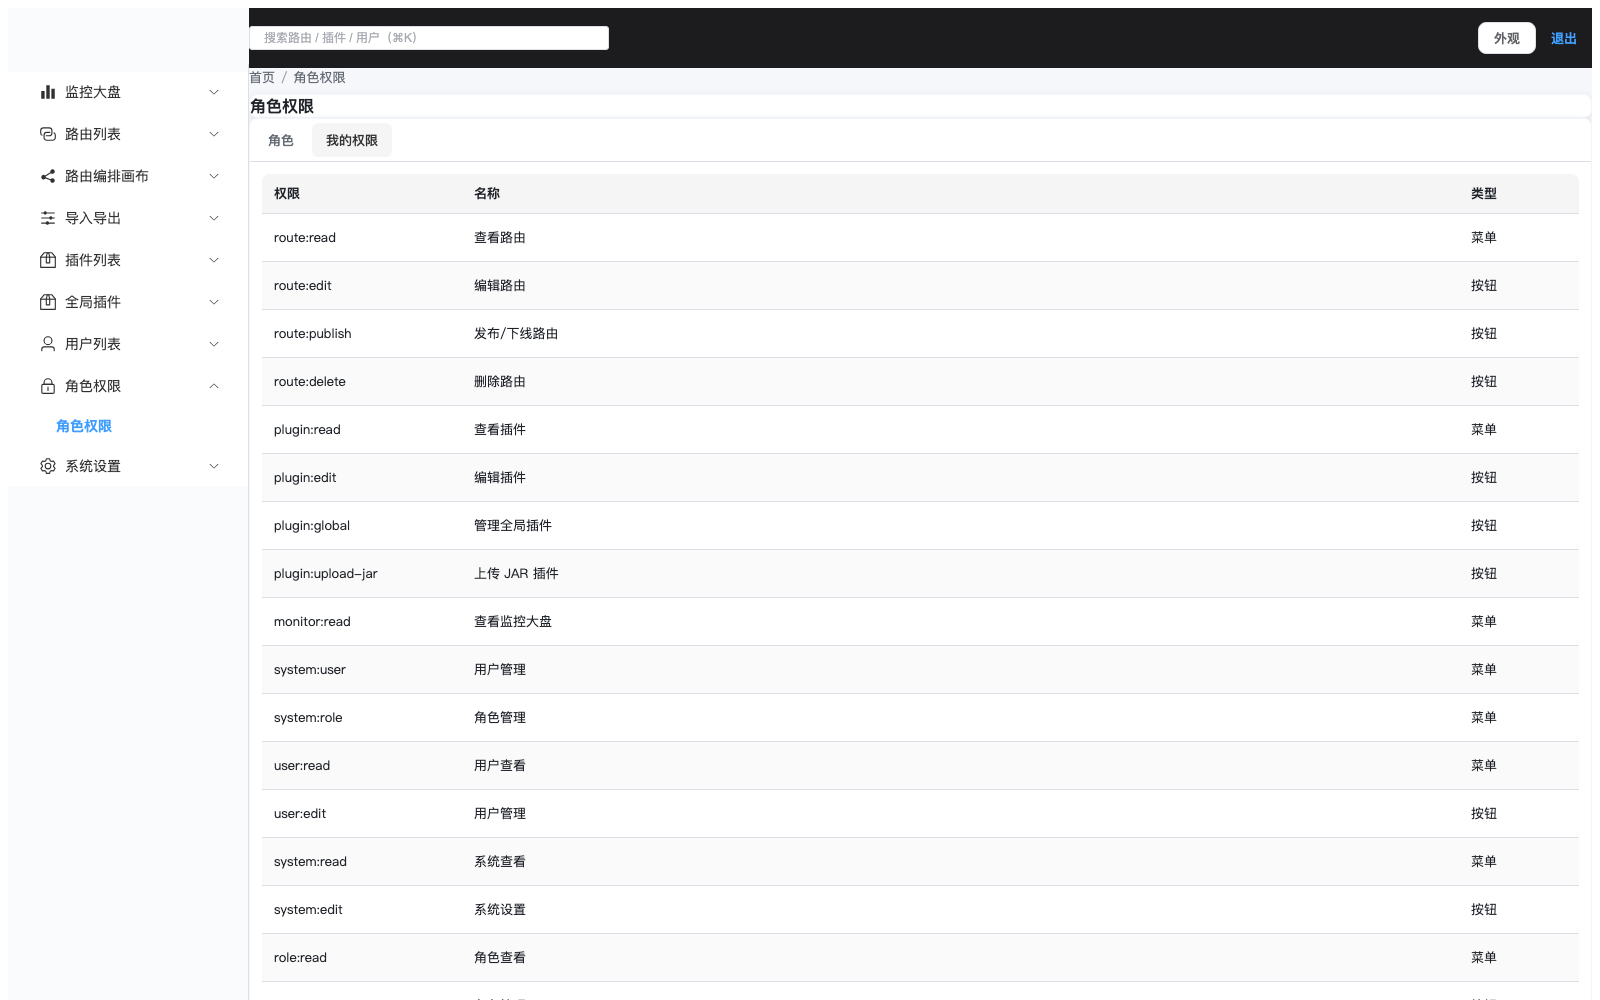 搜索路由 / 插件 / 用户（⌘K）
外观
退出
监控大盘
路由列表
路由编排画布
导入导出
插件列表
全局插件
用户列表
角色权限
角色权限
系统设置
首页 / 角色权限
角色权限
角色 我的权限
权限 名称 类型
route:read 查看路由 菜单
route:edit 编辑路由 按钮
route:publish 发布/下线路由 按钮
route:delete 删除路由 按钮
plugin:read 查看插件 菜单
plugin:edit 编辑插件 按钮
plugin:global 管理全局插件 按钮
plugin:upload-jar 上传 JAR 插件 按钮
monitor:read 查看监控大盘 菜单
system:user 用户管理 菜单
system:role 角色管理 菜单
user:read 用户查看 菜单
user:edit 用户管理 按钮
system:read 系统查看 菜单
system:edit 系统设置 按钮
role:read 角色查看 菜单